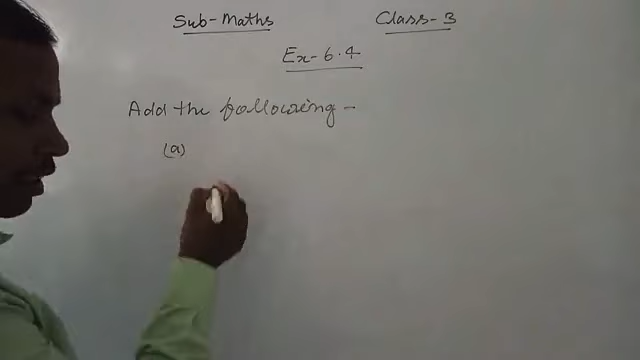 Sub-Maths Class-3
Ex-6.4
Add the following-
(a)